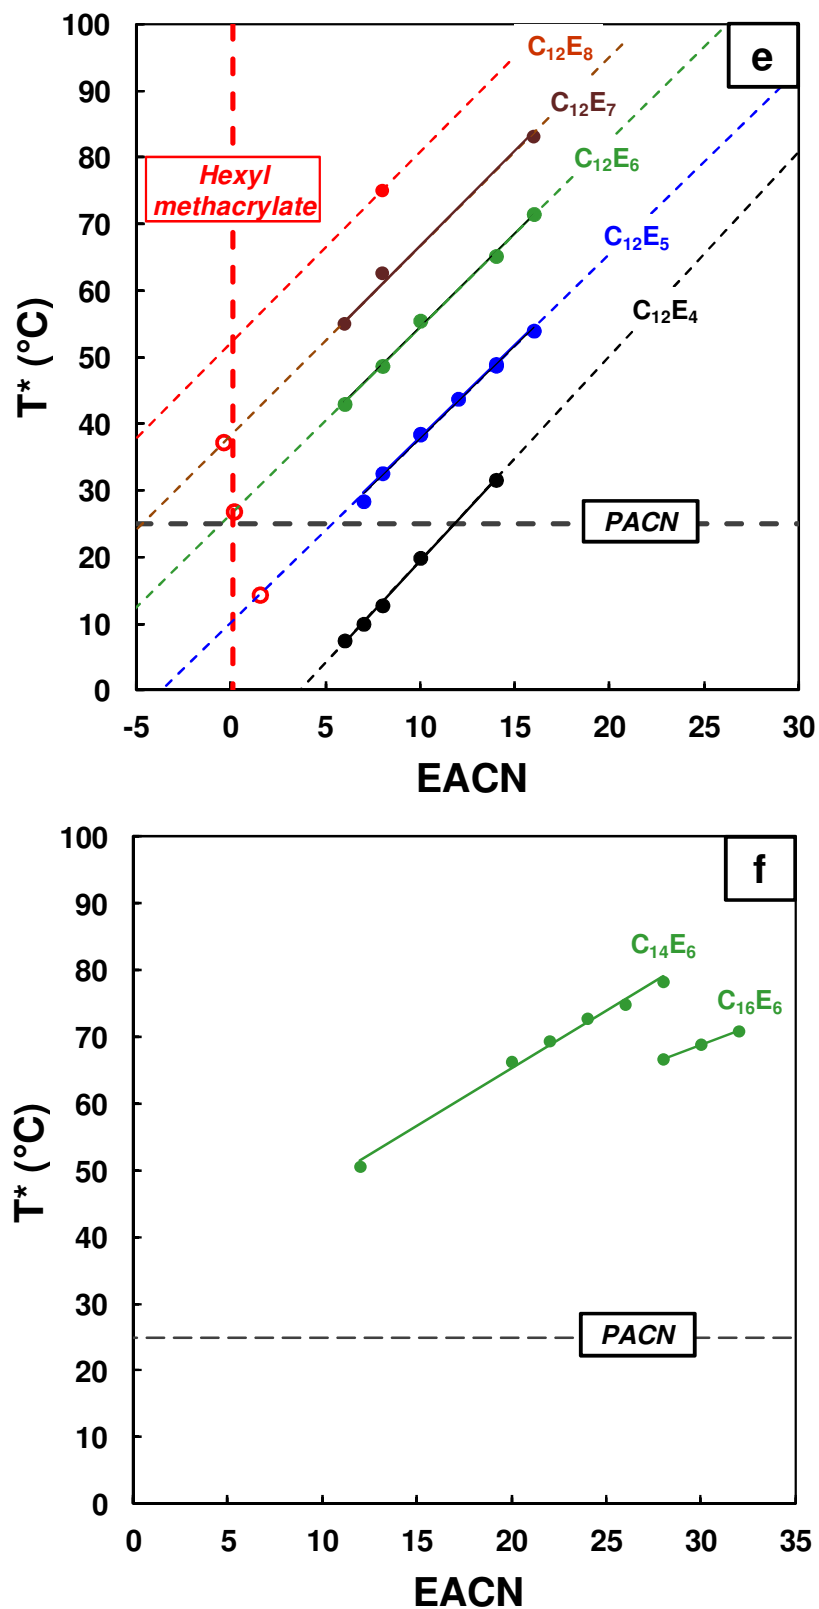 100
90
80
70
60
50
40
30
20
10
0
T* (°C)
-5 0 5 10 15 20 25 30
EACN
e
C₁₂E₈
C₁₂E₇
C₁₂E₆
C₁₂E₅
C₁₂E₄
Hexyl
methacrylate
PACN
100
90
80
70
60
50
40
30
20
10
0
T* (°C)
0 5 10 15 20 25 30 35
EACN
f
C₁₄E₆
C₁₆E₆
PACN